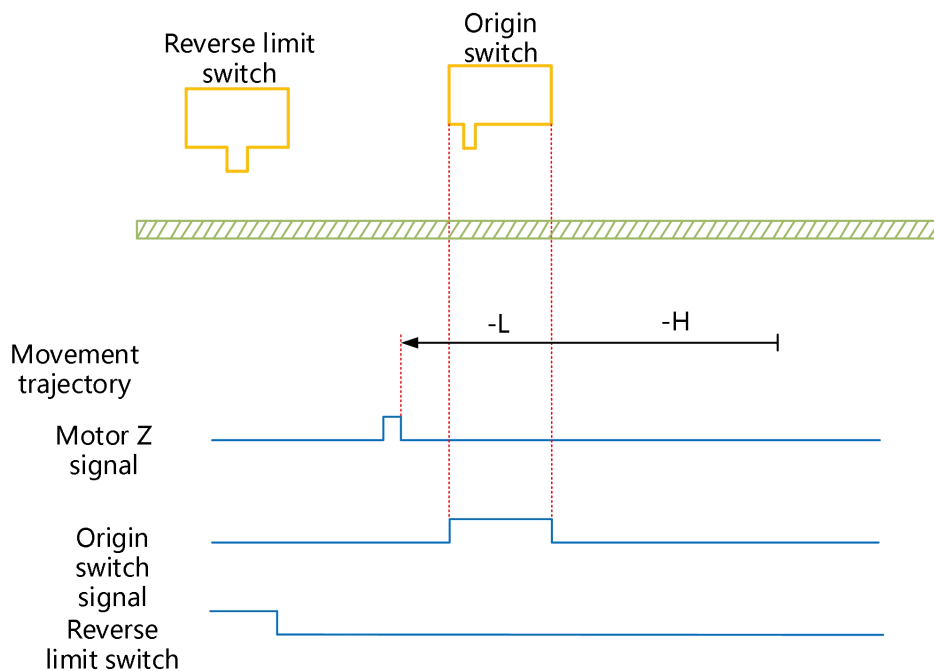 Reverse limit
switch
Origin
switch
-L
-H
Movement
trajectory
Motor Z
signal
Origin
switch
signal
Reverse
limit switch